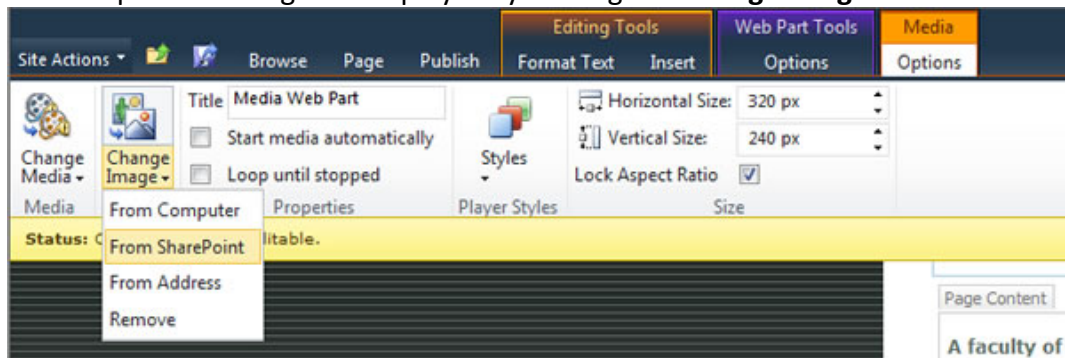 Editing Tools Web Part Tools Media
Site Actions Browse Page Publish Format Text Insert Options Options
Title Media Web Part Horizontal Size: 320 px
Start media automatically Vertical Size: 240 px
Change Media Change Image Loop until stopped Styles Lock Aspect Ratio
Media Properties Player Styles Size
From Computer
Status:
From SharePoint
From Address
Remove
Page Content
A faculty of